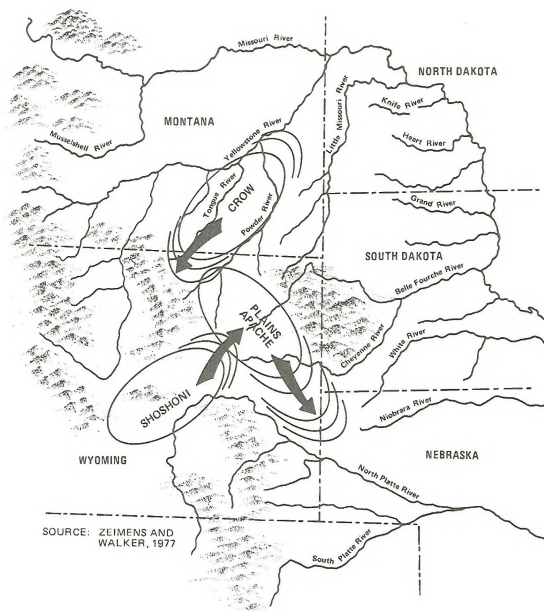 Missouri River
NORTH DAKOTA
Little Missouri River
Knife River
MONTANA
Musselshell River
Yellowstone River
Heart River
Tongue River
CROW
Powder River
Grand River
SOUTH DAKOTA
Belle Fourche River
PLAINS
APACHE
Cheyenne River
White River
SHOSHONI
Niobrara River
WYOMING
NEBRASKA
North Platte River
SOURCE: ZEIMENS AND
WALKER, 1977
South Platte River